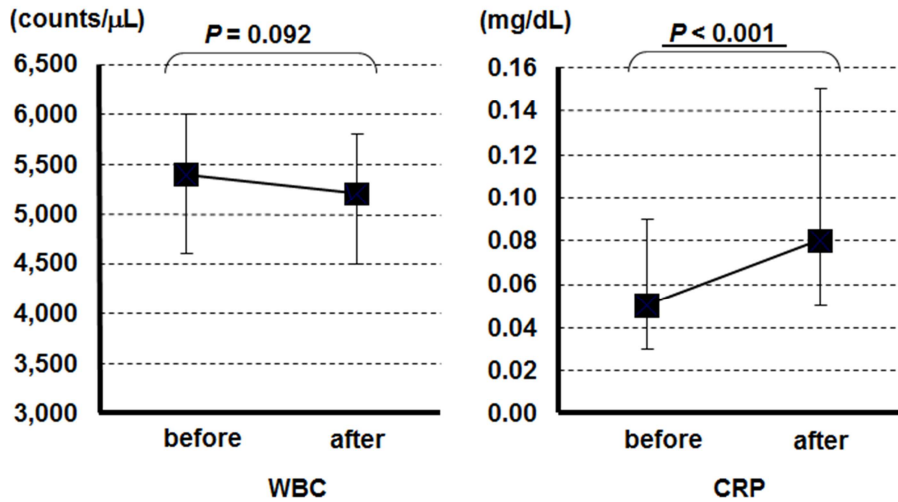 (counts/μL)
P = 0.092
6,500
6,000
5,500
5,000
4,500
4,000
3,500
3,000
before after
WBC
(mg/dL)
P < 0.001
0.16
0.14
0.12
0.10
0.08
0.06
0.04
0.02
0.00
before after
CRP